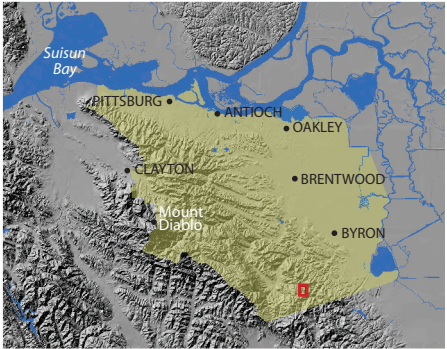 Suisun
Bay
PITTSBURG
ANTIOCH
OAKLEY
CLAYTON
BRENTWOOD
Mount
Diablo
BYRON